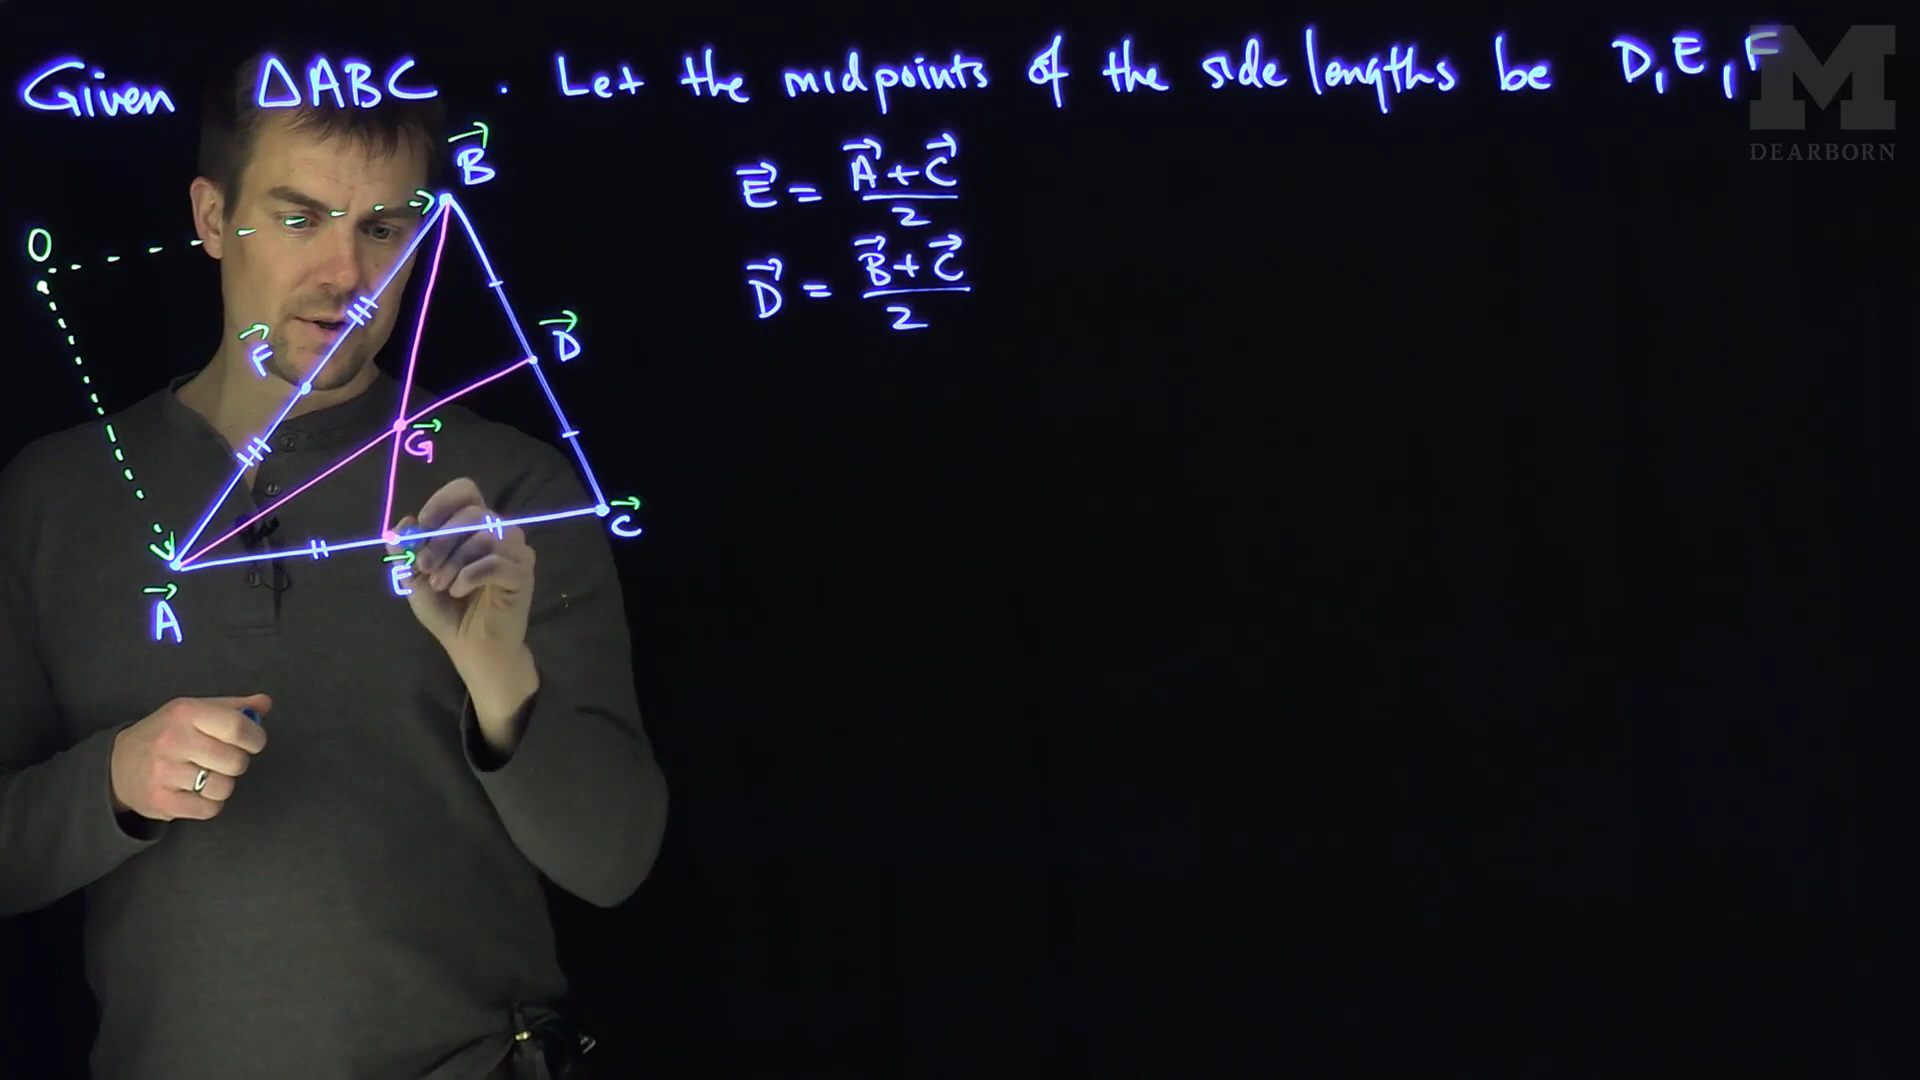 Given △ABC . Let the midpoints of the side lengths be D, E, F
M
DEARBORN
B⃗
E⃗ = (A⃗ + C⃗)/2
O
D⃗ = (B⃗ + C⃗)/2
F⃗
D⃗
G⃗
C⃗
E⃗
A⃗